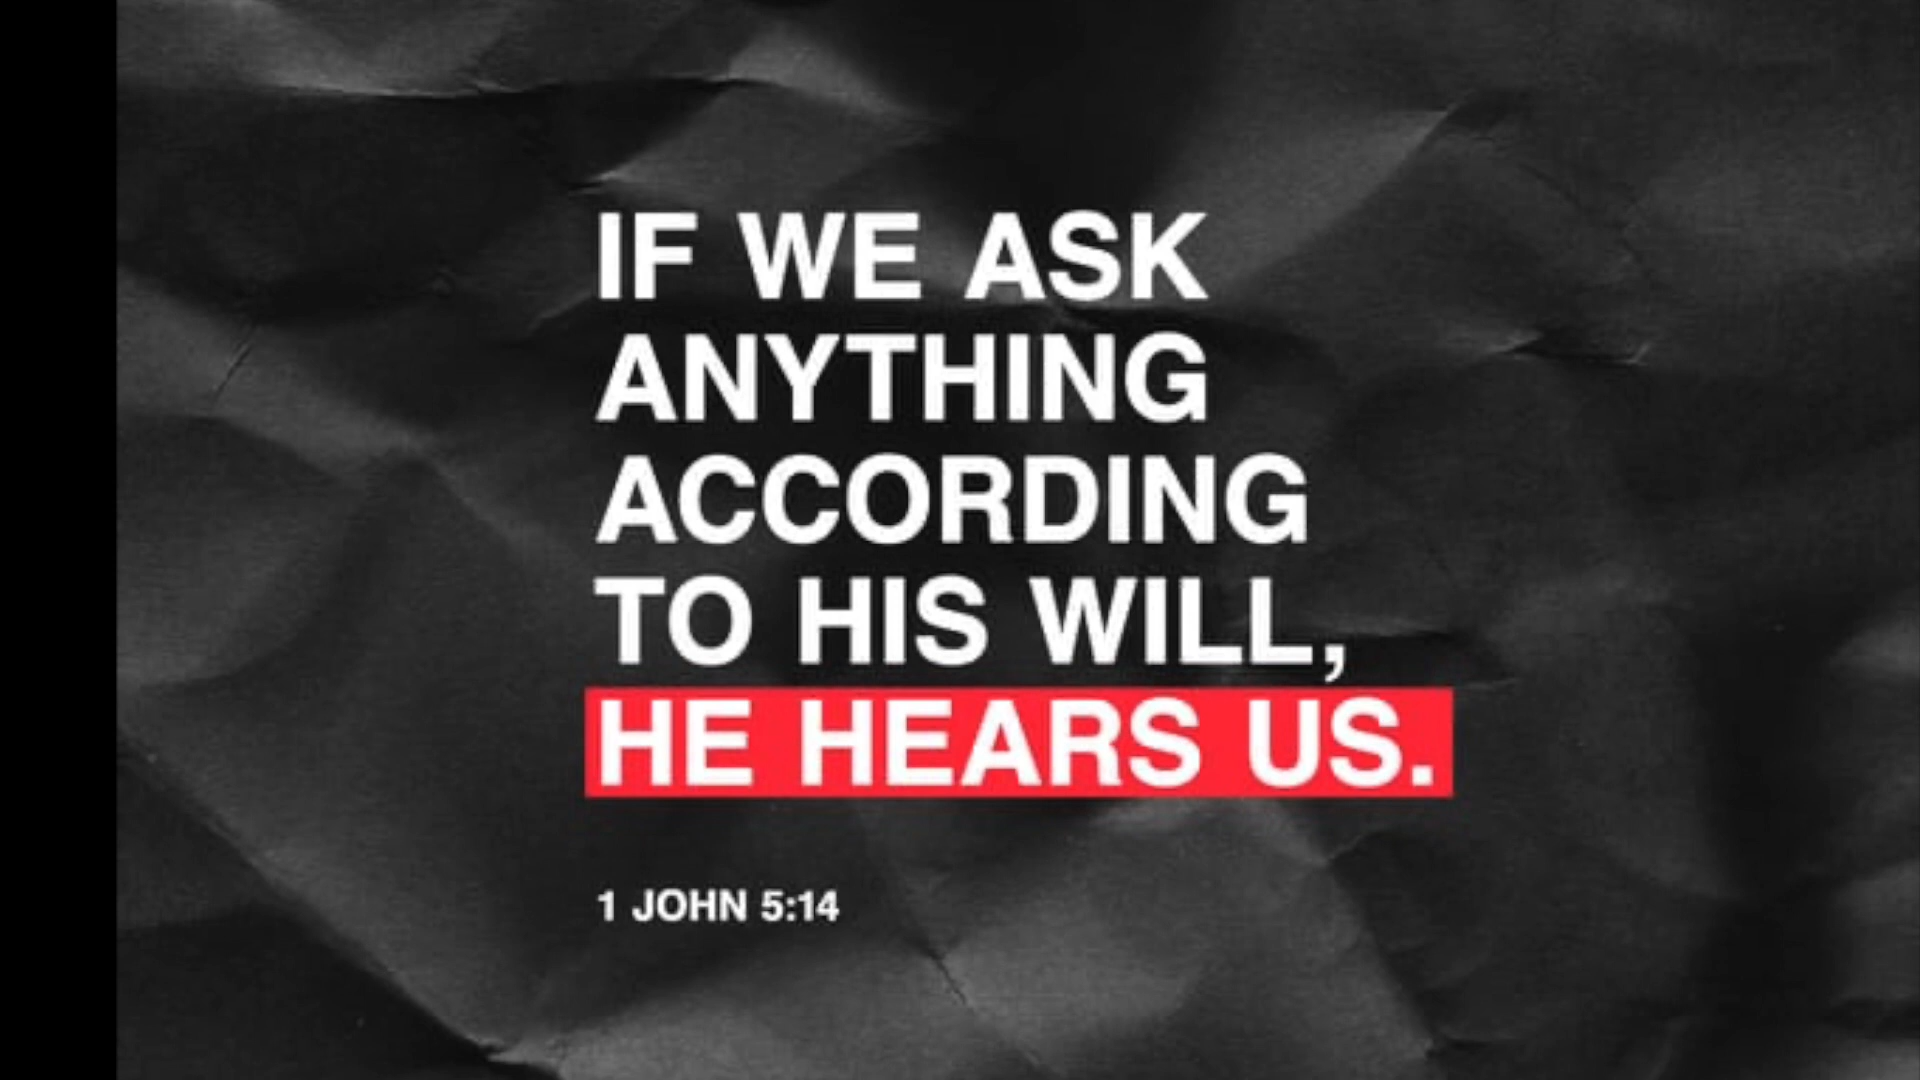 IF WE ASK
ANYTHING
ACCORDING
TO HIS WILL,
HE HEARS US.
1 JOHN 5:14